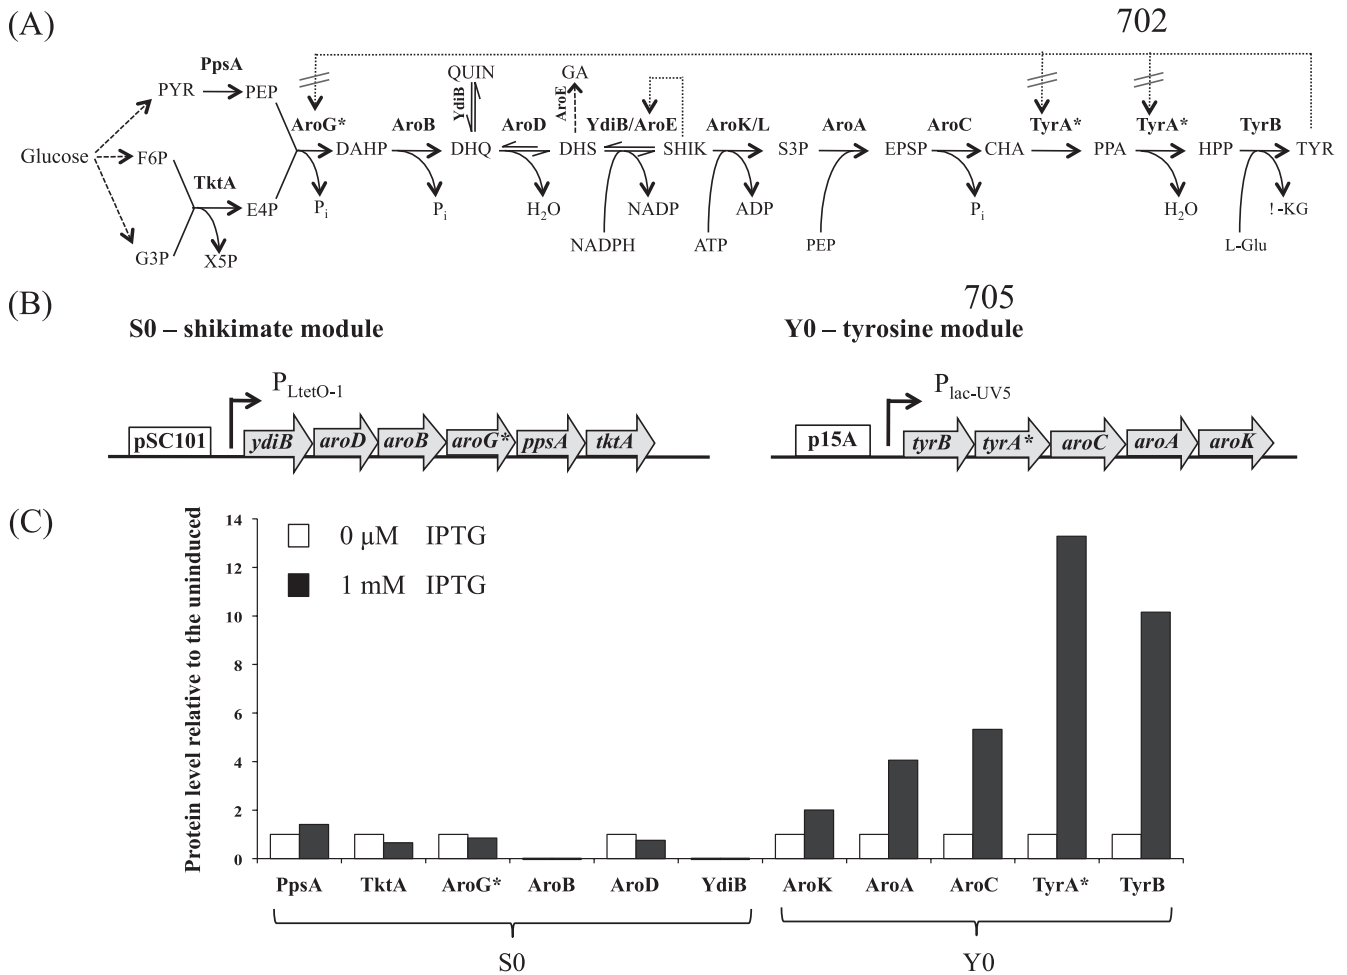 (A)
702
PpsA
QUIN
GA
PYR
PEP
YdiB
AroE
AroG*
AroB
AroD
YdiB/AroE
AroK/L
AroA
AroC
TyrA*
TyrA*
TyrB
Glucose
F6P
DAHP
DHQ
DHS
SHIK
S3P
EPSP
CHA
PPA
HPP
TYR
TktA
E4P
Pi
Pi
H2O
NADP
ADP
Pi
H2O
!-KG
G3P
X5P
NADPH
ATP
PEP
L-Glu
(B)
705
S0 – shikimate module
Y0 – tyrosine module
PLtetO-1
Plac-UV5
pSC101
ydiB
aroD
aroB
aroG*
ppsA
tktA
p15A
tyrB
tyrA*
aroC
aroA
aroK
(C)
Protein level relative to the uninduced
14
12
10
8
6
4
2
0
0 μM IPTG
1 mM IPTG
PpsA
TktA
AroG*
AroB
AroD
YdiB
AroK
AroA
AroC
TyrA*
TyrB
S0
Y0